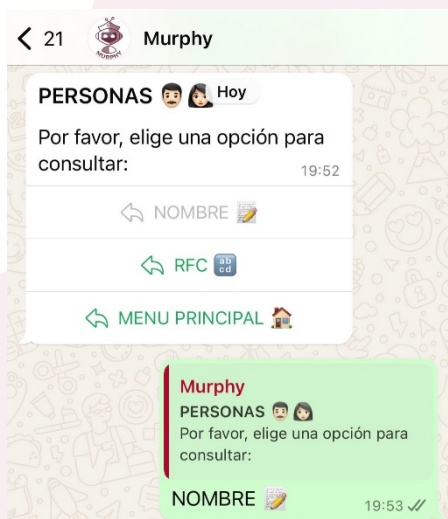 21 Murphy
MURPHY
Hoy
PERSONAS 👨🏻👩🏻
Por favor, elige una opción para
consultar:
19:52
NOMBRE 📝
RFC 🔡
MENU PRINCIPAL 🏠
Murphy
PERSONAS 👨🏻👩🏻
Por favor, elige una opción para
consultar:
NOMBRE 📝
19:53